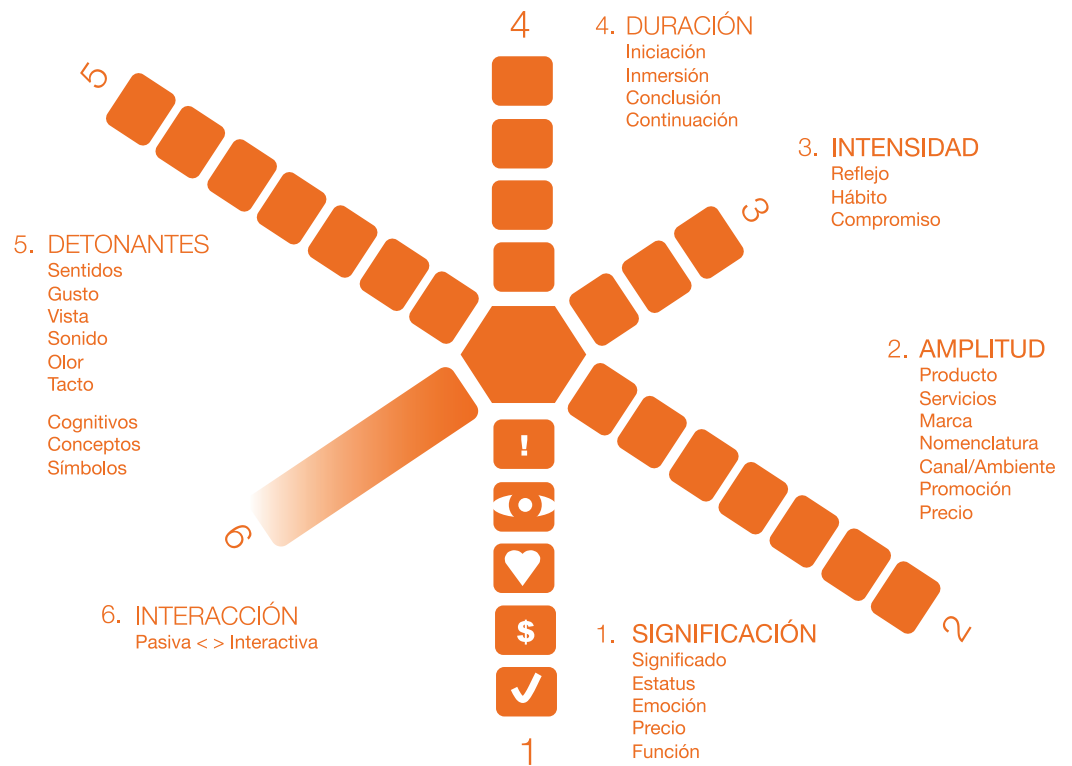 4
4. DURACIÓN
Iniciación
Inmersión
Conclusión
Continuación
3
3. INTENSIDAD
Reflejo
Hábito
Compromiso
5
5. DETONANTES
Sentidos
Gusto
Vista
Sonido
Olor
Tacto
Cognitivos
Conceptos
Símbolos
2. AMPLITUD
Producto
Servicios
Marca
Nomenclatura
Canal/Ambiente
Promoción
Precio
2
6
6. INTERACCIÓN
Pasiva < > Interactiva
!
$
1
1. SIGNIFICACIÓN
Significado
Estatus
Emoción
Precio
Función